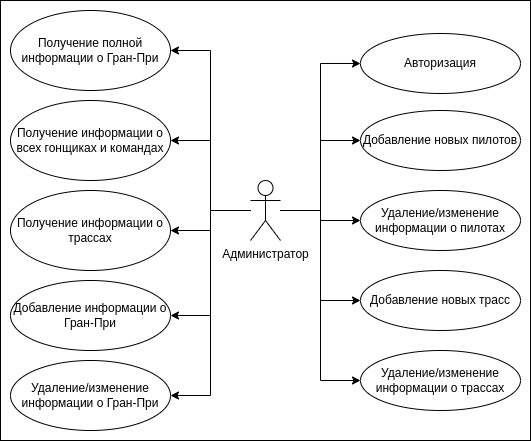 Получение полной
информации о Гран-При
Получение информации о
всех гонщиках и командах
Получение информации о
трассах
Добавление информации о
Гран-При
Удаление/изменение
информации о Гран-При
Администратор
Авторизация
Добавление новых пилотов
Удаление/изменение
информации о пилотах
Добавление новых трасс
Удаление/изменение
информации о трассах